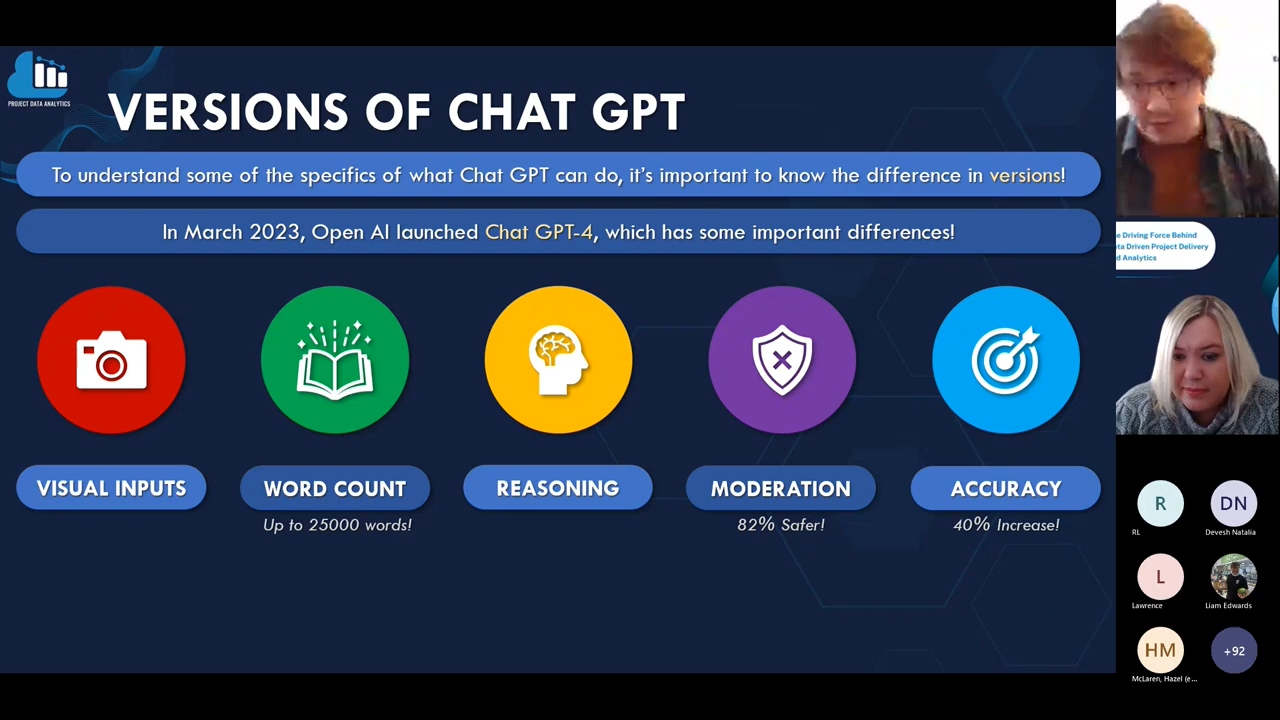 PROJECT DATA ANALYTICS
VERSIONS OF CHAT GPT
To understand some of the specifics of what Chat GPT can do, it's important to know the difference in versions!
In March 2023, Open AI launched Chat GPT-4, which has some important differences!
VISUAL INPUTS
WORD COUNT
Up to 25000 words!
REASONING
MODERATION
82% Safer!
ACCURACY
40% Increase!
e Driving Force Behind
ta Driven Project Delivery
d Analytics
R
RL
DN
Devesh Natalia
L
Lawrence
Liam Edwards
HM
McLaren, Hazel (e...
+92